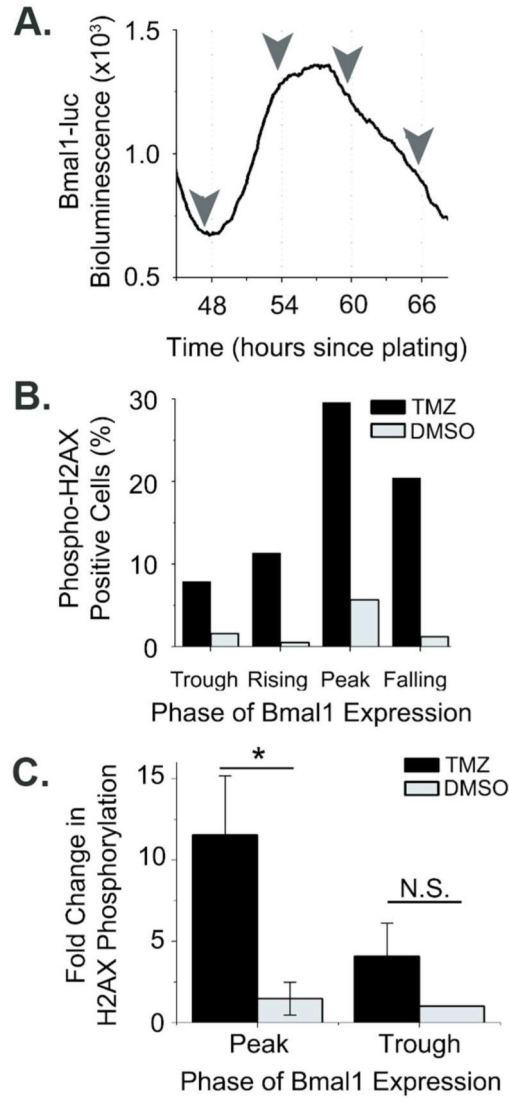 A.
Bmal1-luc
Bioluminescence (x10³)
1.5
1.0
0.5
48 54 60 66
Time (hours since plating)
B.
Phospho-H2AX
Positive Cells (%)
30
20
10
0
TMZ
DMSO
Trough Rising Peak Falling
Phase of Bmal1 Expression
C.
Fold Change in
H2AX Phosphorylation
15
10
5
0
*
TMZ
DMSO
N.S.
Peak Trough
Phase of Bmal1 Expression